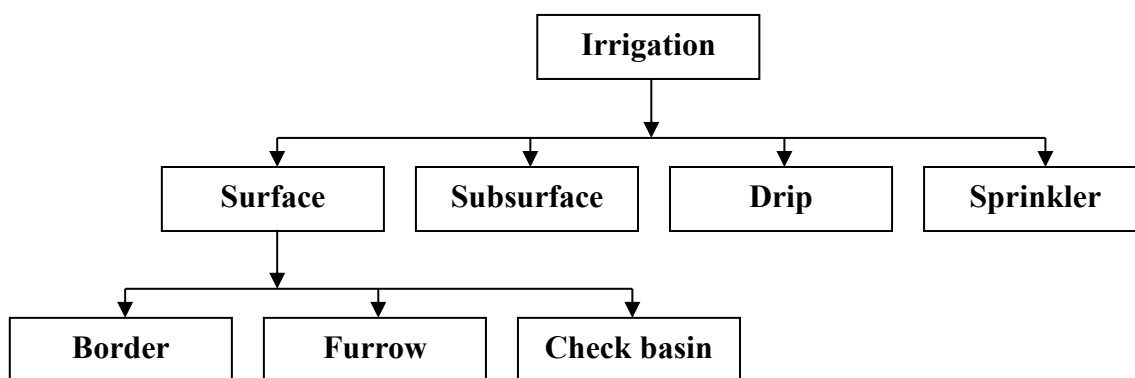 Irrigation
Surface
Subsurface
Drip
Sprinkler
Border
Furrow
Check basin